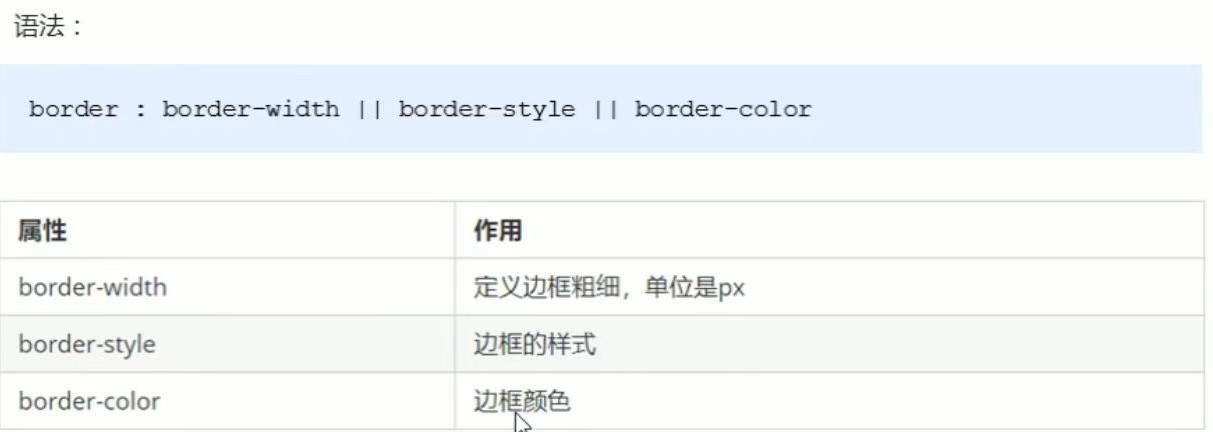 语法：
border : border-width || border-style || border-color
属性 作用
border-width 定义边框粗细，单位是px
border-style 边框的样式
border-color 边框颜色